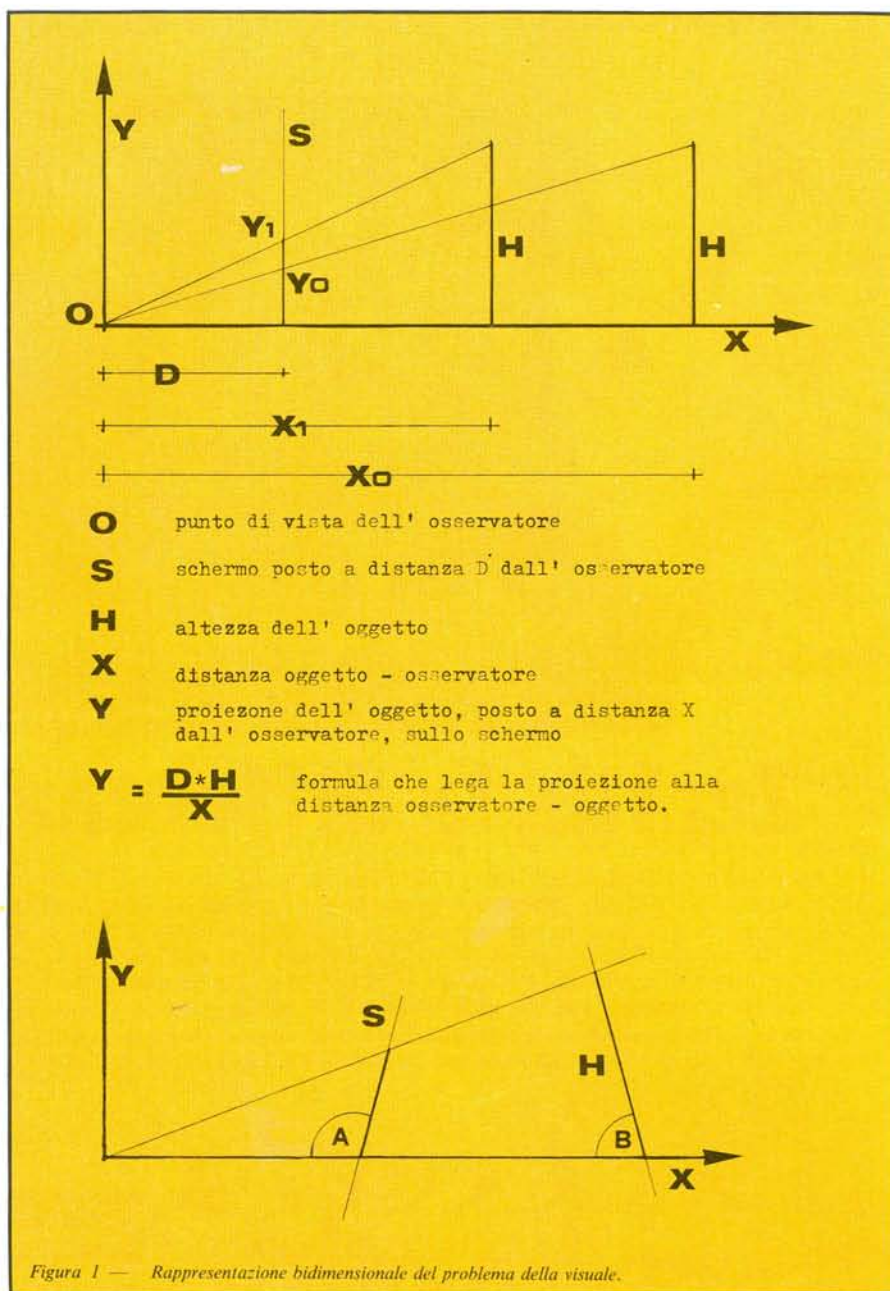 Y
S
Y1
H
H
Y0
O
X
D
X1
X0
O punto di vista dell' osservatore
S schermo posto a distanza D dall' osservatore
H altezza dell' oggetto
X distanza oggetto - osservatore
Y proiezone dell' oggetto, posto a distanza X
dall' osservatore, sullo schermo
Y = D*H
X
formula che lega la proiezione alla
distanza osservatore - oggetto.
Y
S
H
A
B
X
Figura 1 — Rappresentazione bidimensionale del problema della visuale.